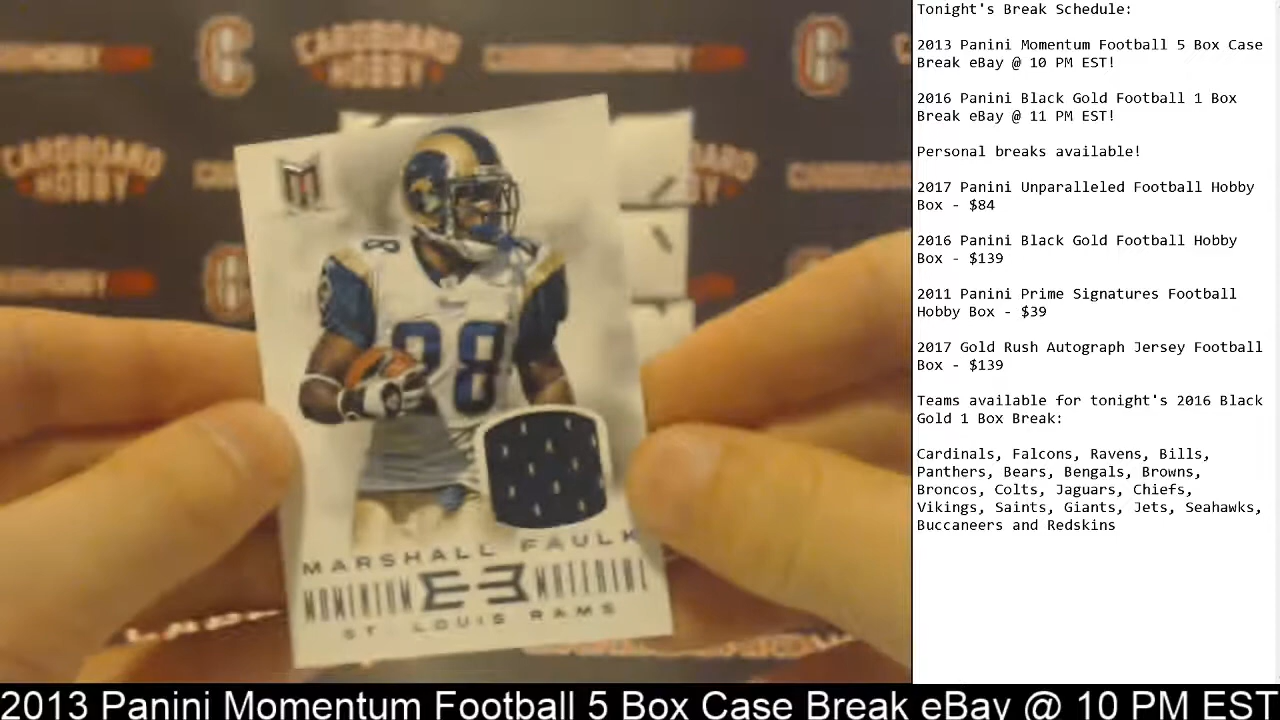 CARDBOARD
HOBBY
CARDBOARD
HOBBY
28
MARSHALL FAULK
MOMENTUM MATERIAL
ST. LOUIS RAMS
Tonight's Break Schedule:
2013 Panini Momentum Football 5 Box Case
Break eBay @ 10 PM EST!
2016 Panini Black Gold Football 1 Box
Break eBay @ 11 PM EST!
Personal breaks available!
2017 Panini Unparalleled Football Hobby
Box - $84
2016 Panini Black Gold Football Hobby
Box - $139
2011 Panini Prime Signatures Football
Hobby Box - $39
2017 Gold Rush Autograph Jersey Football
Box - $139
Teams available for tonight's 2016 Black
Gold 1 Box Break:
Cardinals, Falcons, Ravens, Bills,
Panthers, Bears, Bengals, Browns,
Broncos, Colts, Jaguars, Chiefs,
Vikings, Saints, Giants, Jets, Seahawks,
Buccaneers and Redskins
2013 Panini Momentum Football 5 Box Case Break eBay @ 10 PM EST